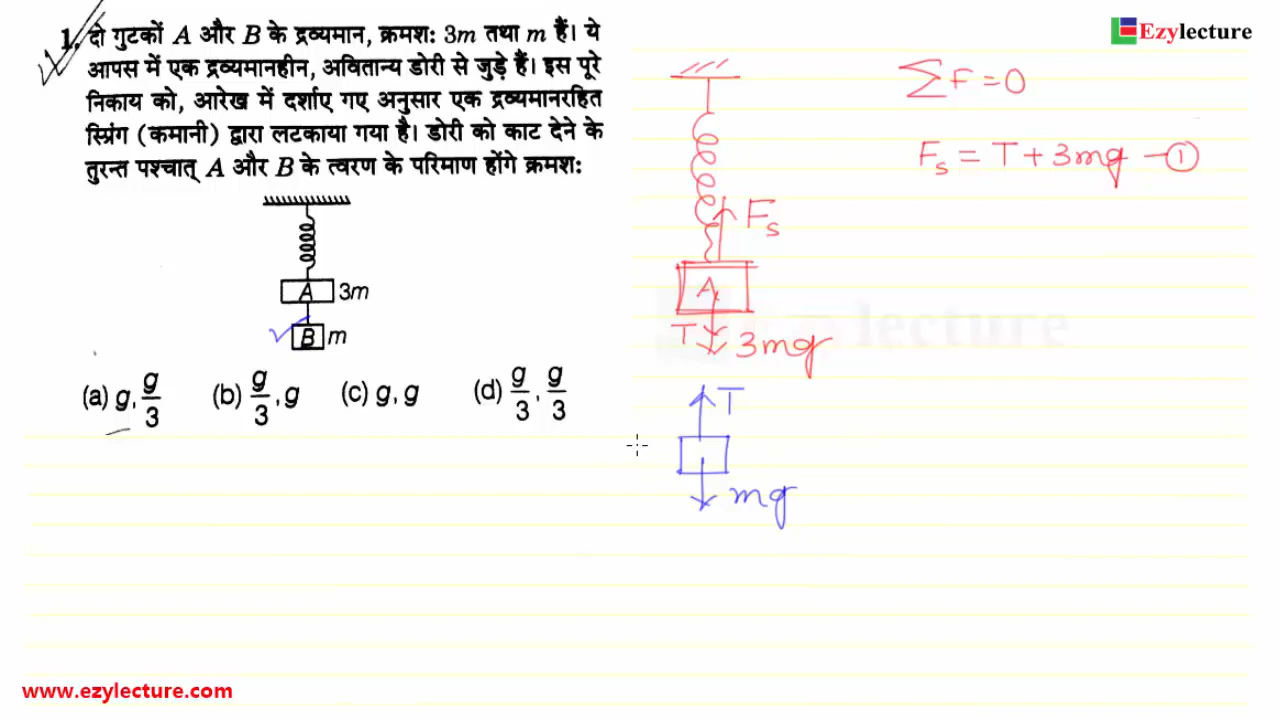 1. दो गुटकों A और B के द्रव्यमान, क्रमश: 3m तथा m हैं। ये
आपस में एक द्रव्यमानहीन, अवितान्य डोरी से जुड़े हैं। इस पूरे
निकाय को, आरेख में दर्शाए गए अनुसार एक द्रव्यमानरहित
स्प्रिंग (कमानी) द्वारा लटकाया गया है। डोरी को काट देने के
तुरन्त पश्चात् A और B के त्वरण के परिमाण होंगे क्रमश:
A 3m
B m
(a) g, g/3 (b) g/3, g (c) g, g (d) g/3, g/3
Ezylecture
∑F = 0
Fs = T + 3mg —①
Fs
A
T 3mg
T
mg
lecture
www.ezylecture.com